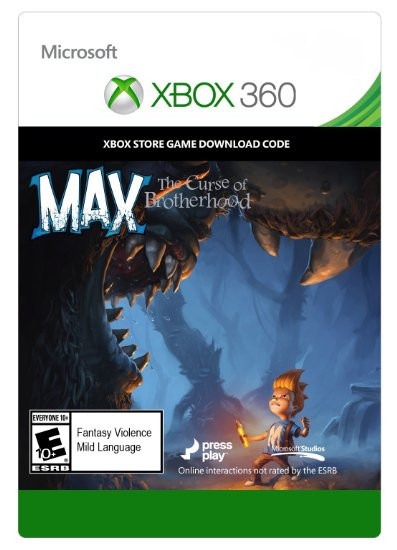 Microsoft
XBOX 360
XBOX STORE GAME DOWNLOAD CODE
MAX
The Curse of
Brotherhood
EVERYONE 10+
E
10+
ESRB
Fantasy Violence
Mild Language
press
play
Microsoft Studios
Online interactions not rated by the ESRB